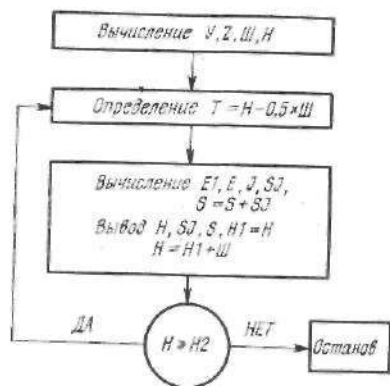 Вычисление У, Z, Ш, Н
Определение Т = Н-0,5×Ш
Вычисление Е1, Е, J, SJ,
S = S + SJ
Вывод Н, SJ, S, Н1 = Н
Н = Н1 + Ш
ДА
Н ≥ Н2
НЕТ
Останов